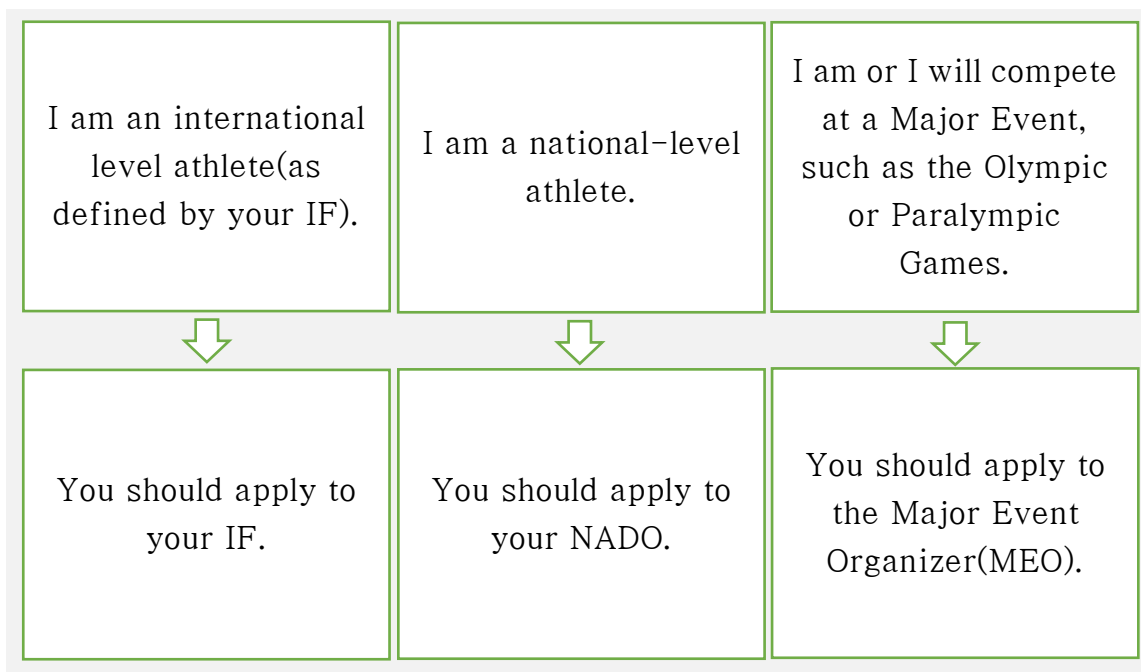 I am an international
level athlete(as
defined by your IF).
I am a national-level
athlete.
I am or I will compete
at a Major Event,
such as the Olympic
or Paralympic
Games.
You should apply to
your IF.
You should apply to
your NADO.
You should apply to
the Major Event
Organizer(MEO).